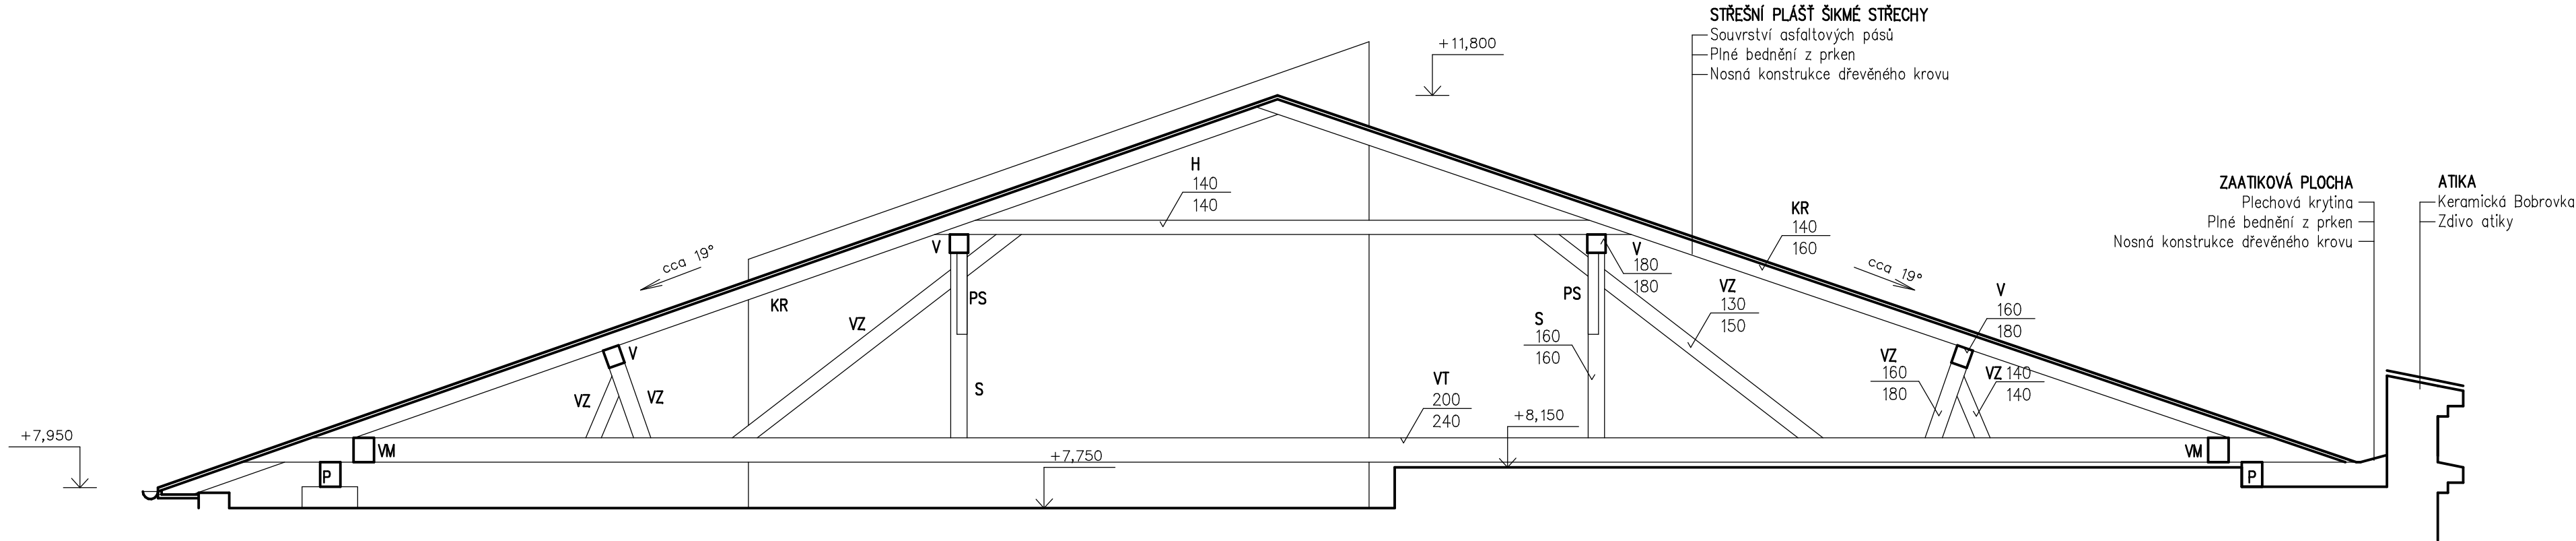 STŘEŠNÍ PLÁŠŤ ŠIKMÉ STŘECHY
Souvrství asfaltových pásů
Plné bednění z prken
Nosná konstrukce dřevěného krovu
+11,800
ZAATIKOVÁ PLOCHA
Plechová krytina
Plné bednění z prken
Nosná konstrukce dřevěného krovu
ATIKA
Keramická Bobrovka
Zdivo atiky
H
140
140
KR
140
160
cca 19°
cca 19°
V
V
180
180
PS
PS
KR
VZ
VZ
130
150
V
160
180
S
160
160
V
VZ
VZ
S
VT
200
240
VZ
160
180
VZ 140
140
+8,150
+7,950
VM
VM
+7,750
P
P